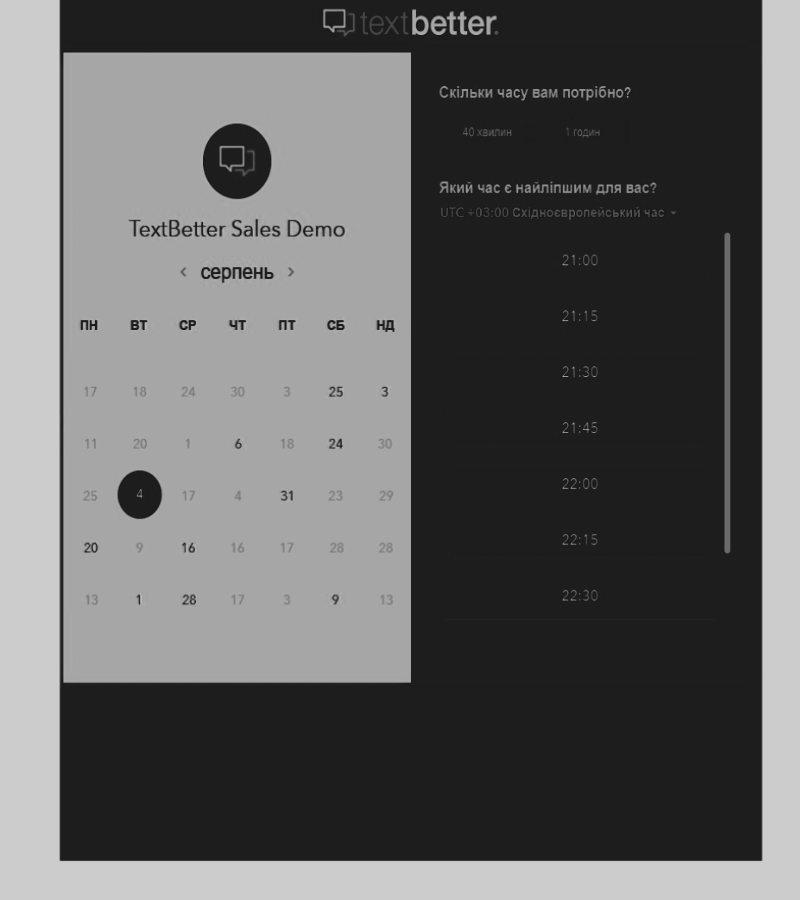 textbetter.
TextBetter Sales Demo
< серпень >
ПН ВТ СР ЧТ ПТ СБ НД
17 18 24 30 3 25 3
11 20 1 6 18 24 30
25 4 17 4 31 23 29
20 9 16 16 17 28 28
13 1 28 17 3 9 13
Скільки часу вам потрібно?
40 хвилин 1 годин
Який час є найліпшим для вас?
UTC +03:00 Східноєвропейський час
21:00
21:15
21:30
21:45
22:00
22:15
22:30